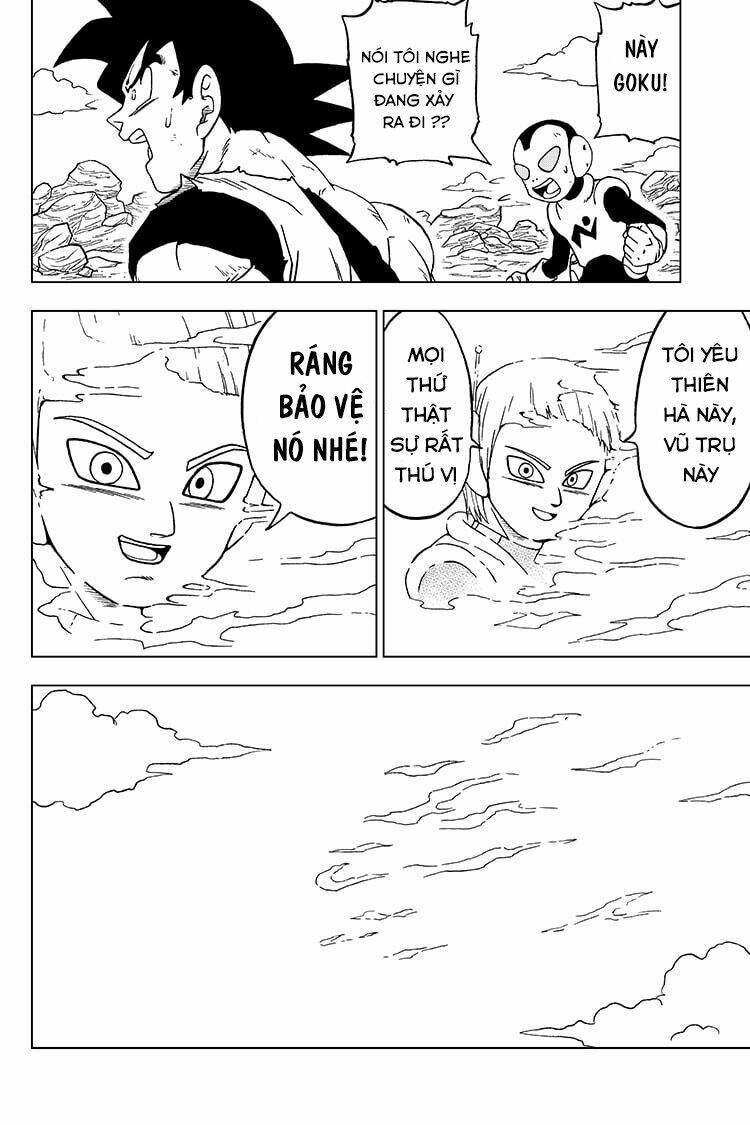 NÀY
GOKU!
NÓI TÔI NGHE
CHUYỆN GÌ
ĐANG XẢY
RA ĐI ??
TÔI YÊU
THIÊN
HÀ NÀY,
VŨ TRỤ
NÀY
MỌI
THỨ
THẬT
SỰ RẤT
THÚ VỊ
RÁNG
BẢO VỆ
NÓ NHÉ!